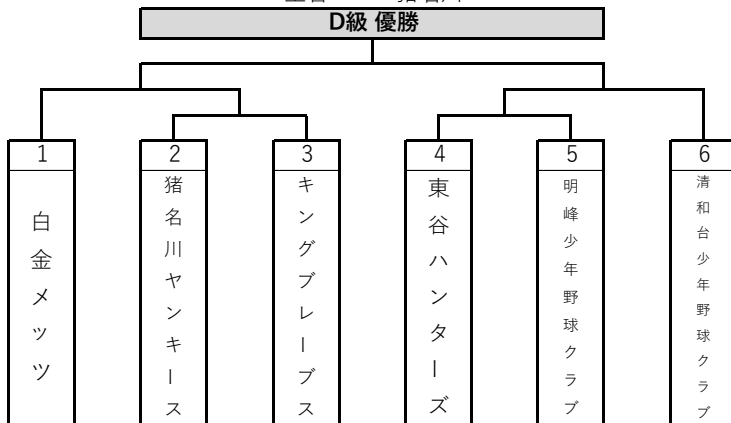 D級 優勝
1
2
3
4
5
6
白金メッツ
猪名川ヤンキース
キングブレーブス
東谷ハンターズ
明峰少年野球クラブ
清和台少年野球クラブ